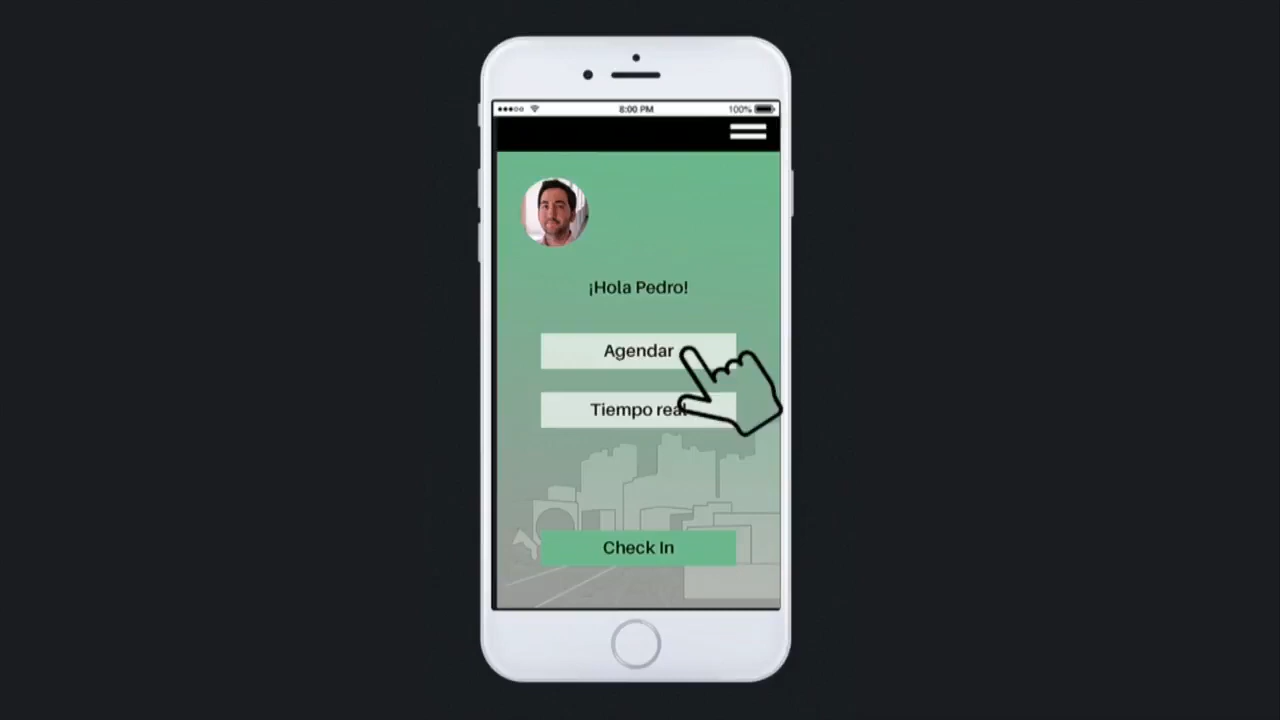 8:00 PM 100%
¡Hola Pedro!
Agendar
Tiempo real
Check In